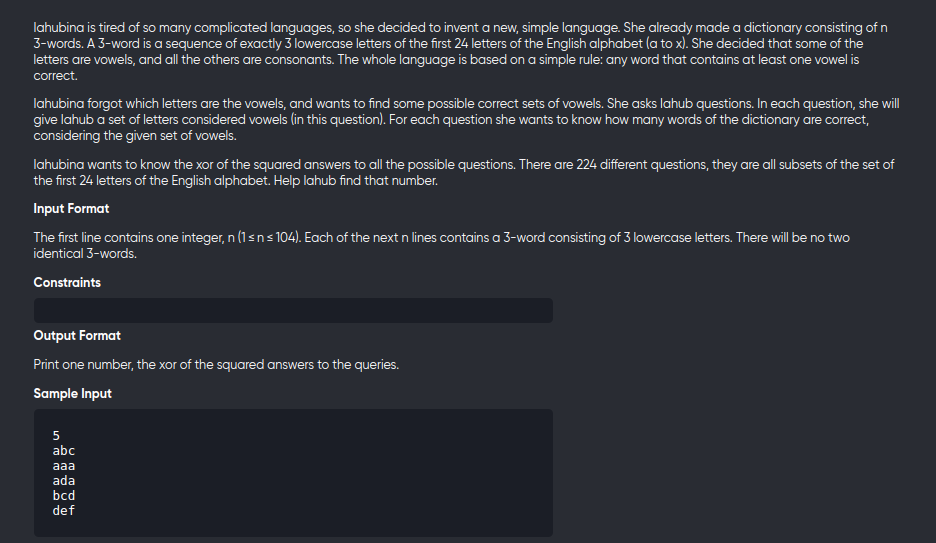 Iahubina is tired of so many complicated languages, so she decided to invent a new, simple language. She already made a dictionary consisting of n
3-words. A 3-word is a sequence of exactly 3 lowercase letters of the first 24 letters of the English alphabet (a to x). She decided that some of the
letters are vowels, and all the others are consonants. The whole language is based on a simple rule: any word that contains at least one vowel is
correct.
Iahubina forgot which letters are the vowels, and wants to find some possible correct sets of vowels. She asks Iahub questions. In each question, she will
give Iahub a set of letters considered vowels (in this question). For each question she wants to know how many words of the dictionary are correct,
considering the given set of vowels.
Iahubina wants to know the xor of the squared answers to all the possible questions. There are 224 different questions, they are all subsets of the set of
the first 24 letters of the English alphabet. Help Iahub find that number.
Input Format
The first line contains one integer, n (1 ≤ n ≤ 104). Each of the next n lines contains a 3-word consisting of 3 lowercase letters. There will be no two
identical 3-words.
Constraints
Output Format
Print one number, the xor of the squared answers to the queries.
Sample Input
5
abc
aaa
ada
bcd
def